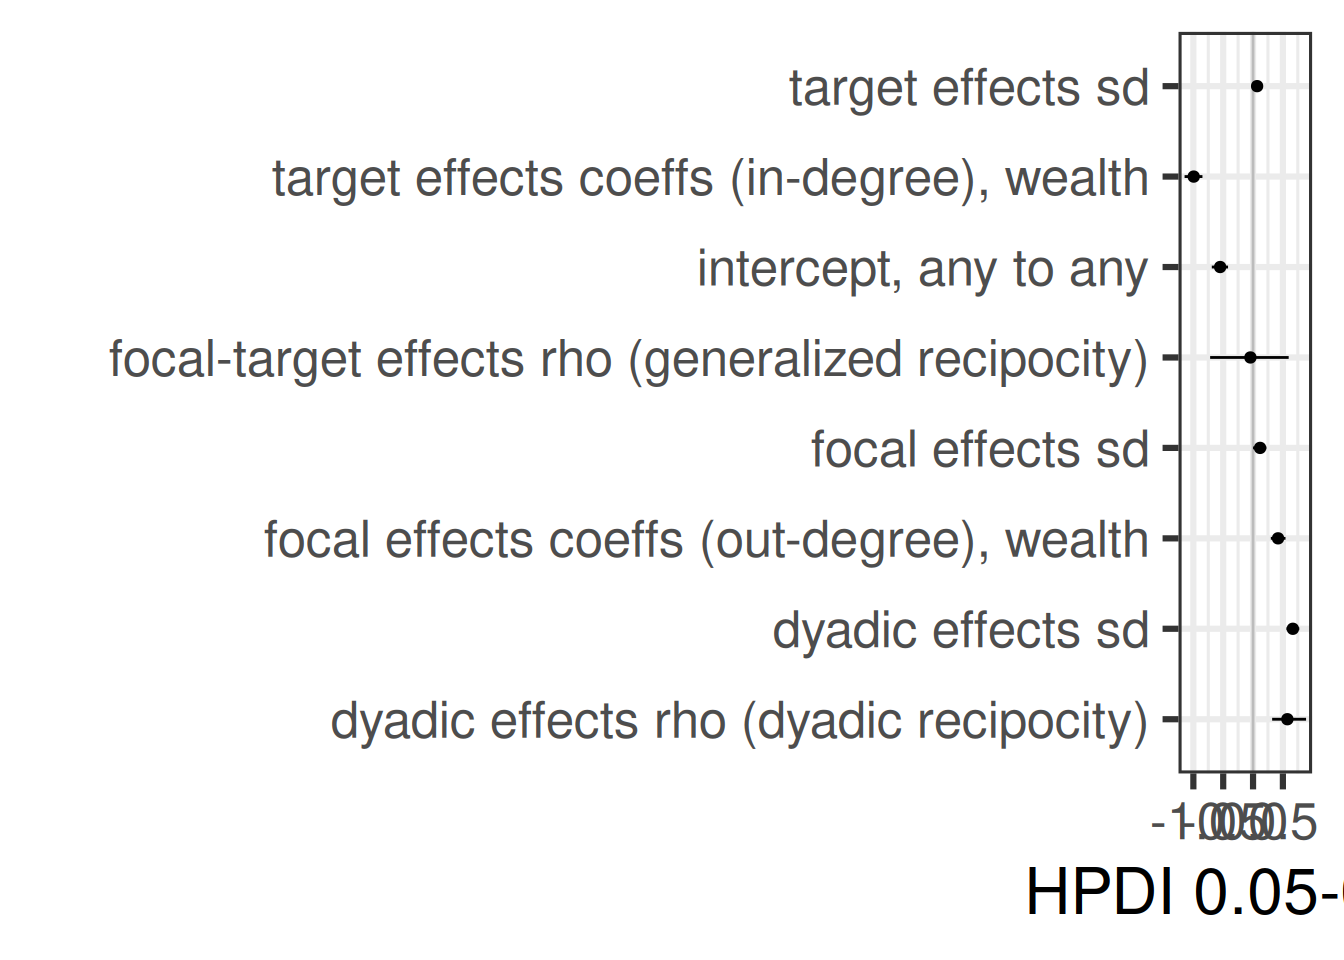 target effects sd
target effects coeffs (in-degree), wealth
intercept, any to any
focal-target effects rho (generalized recipocity)
focal effects sd
focal effects coeffs (out-degree), wealth
dyadic effects sd
dyadic effects rho (dyadic recipocity)
-1.0 -0.5 0.0 0.5
HPDI 0.05-